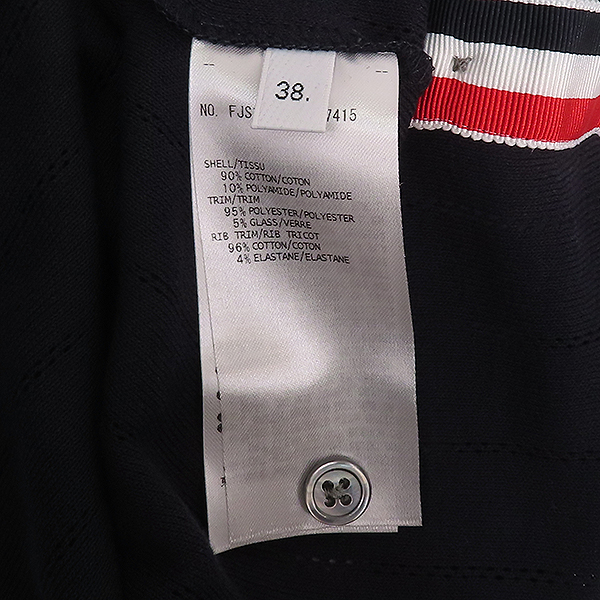 38.
NO. FJS 7415
SHELL/TISSU
90% COTTON/COTON
10% POLYAMIDE/POLYAMIDE
TRIM/TRIM
95% POLYESTER/POLYESTER
5% GLASS/VERRE
RIB TRIM/RIB TRICOT
96% COTTON/COTON
4% ELASTANE/ELASTANE